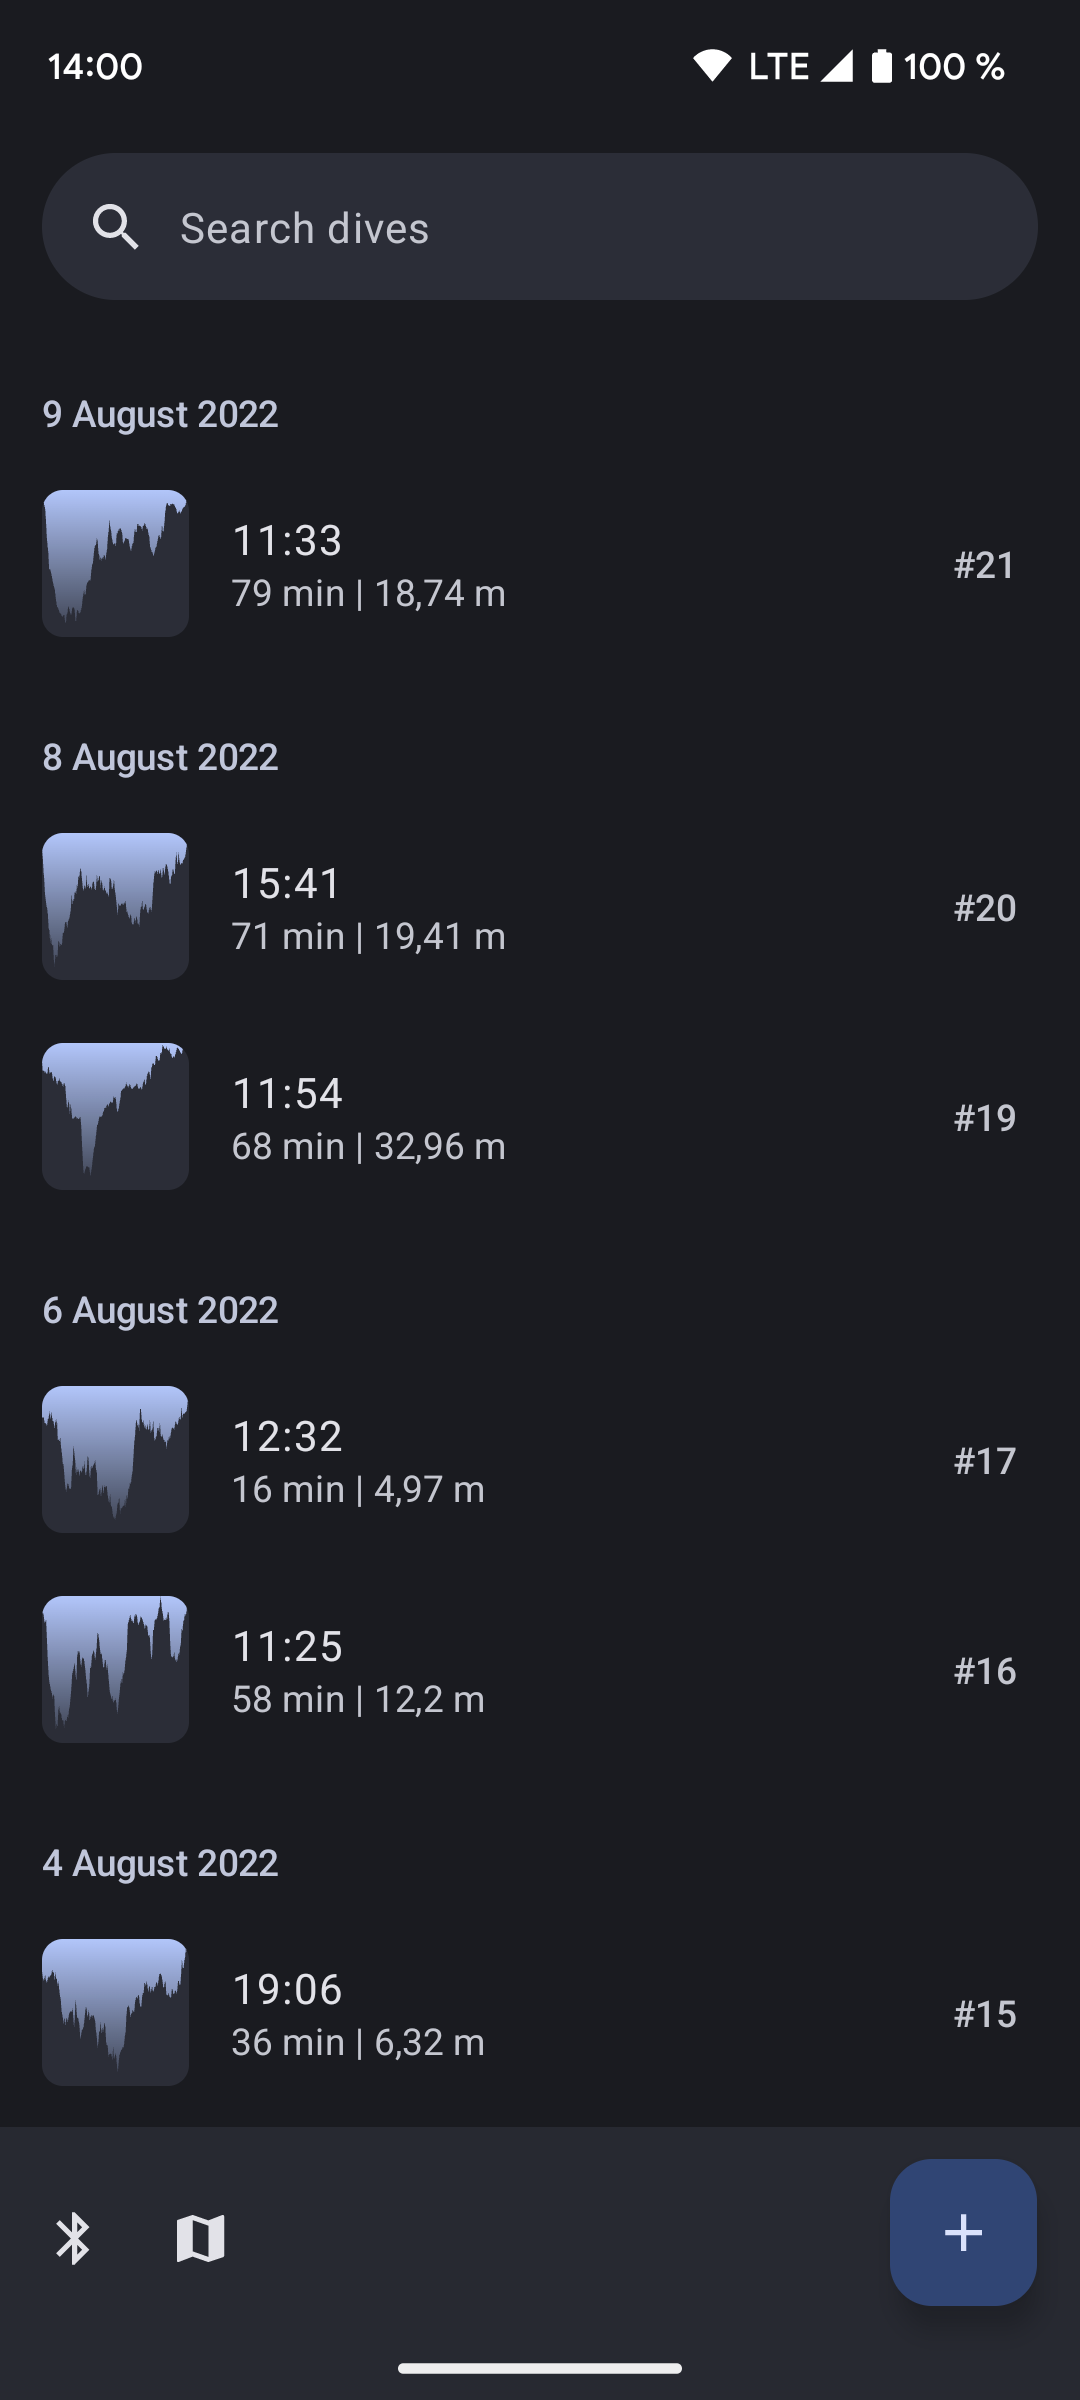 14:00 LTE 100 %
Search dives
9 August 2022
11:33
79 min | 18,74 m
#21
8 August 2022
15:41
71 min | 19,41 m
#20
11:54
68 min | 32,96 m
#19
6 August 2022
12:32
16 min | 4,97 m
#17
11:25
58 min | 12,2 m
#16
4 August 2022
19:06
36 min | 6,32 m
#15